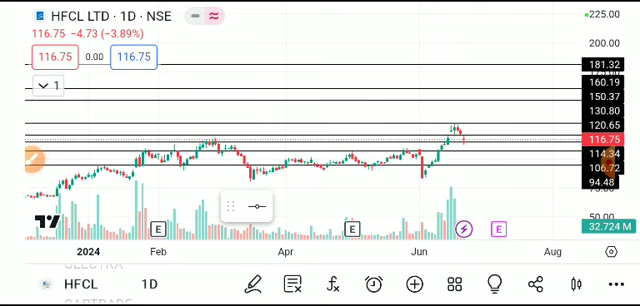 HFCL LTD · 1D · NSE
116.75 −4.73 (−3.89%)
116.75 0.00 116.75
1
225.00
200.00
181.32
160.19
150.37
130.80
120.65
116.75
114.34
106.72
94.48
50.00
32.724 M
E E E
2024 Feb Apr Jun Aug
HFCL 1D